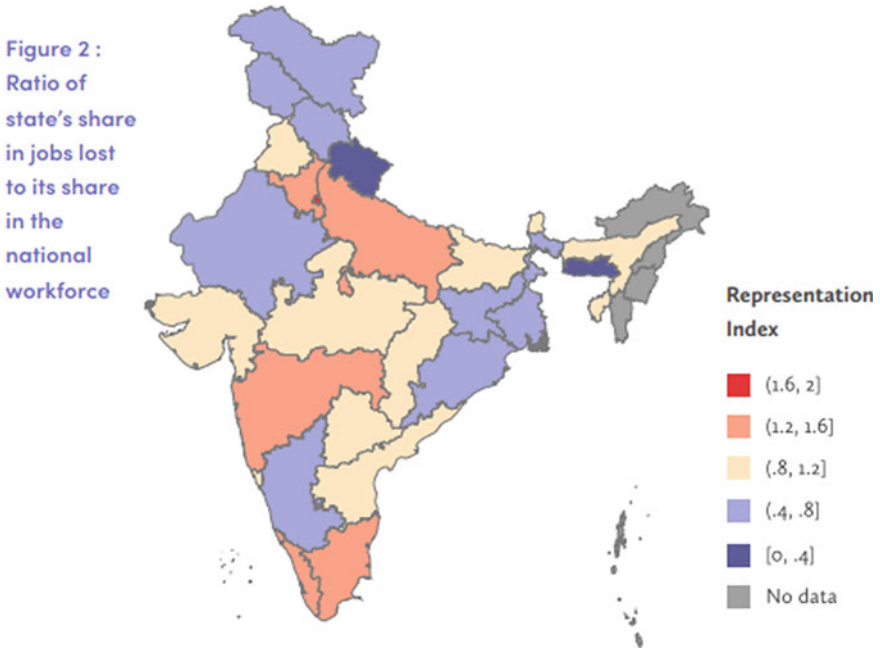 Figure 2 :
Ratio of
state's share
in jobs lost
to its share
in the
national
workforce
Representation
Index
(1.6, 2]
(1.2, 1.6]
(.8, 1.2]
(.4, .8]
[0, .4]
No data